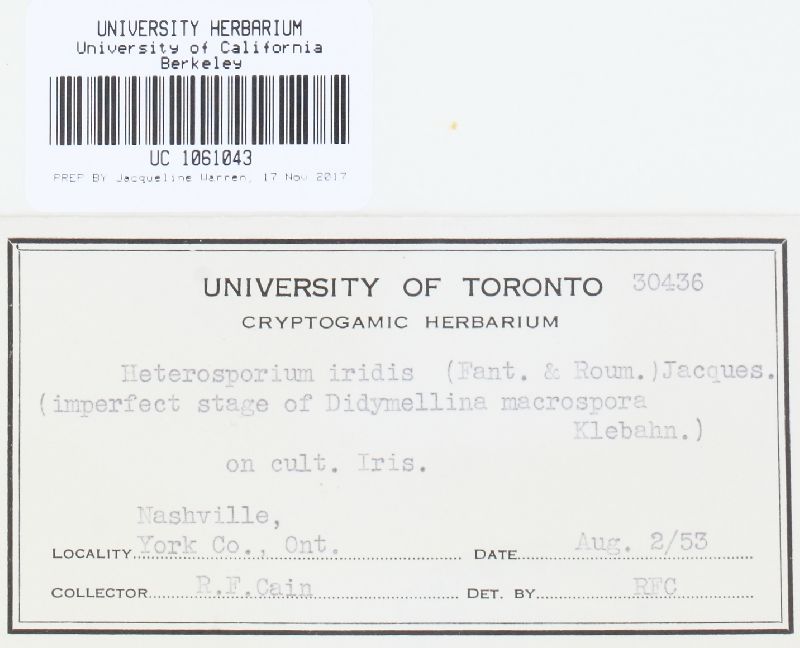 UNIVERSITY HERBARIUM
University of California
Berkeley
UC 1061043
PREP BY Jacqueline Warren, 17 Nov 2017
UNIVERSITY OF TORONTO 30436
CRYPTOGAMIC HERBARIUM
Heterosporium iridis (Fant. & Roum.)Jacques.
(imperfect stage of Didymellina macrospora
Klebahn.)
on cult. Iris.
Nashville,
LOCALITY York Co., Ont. DATE Aug. 2/53
COLLECTOR R.F.Cain DET. BY RFC